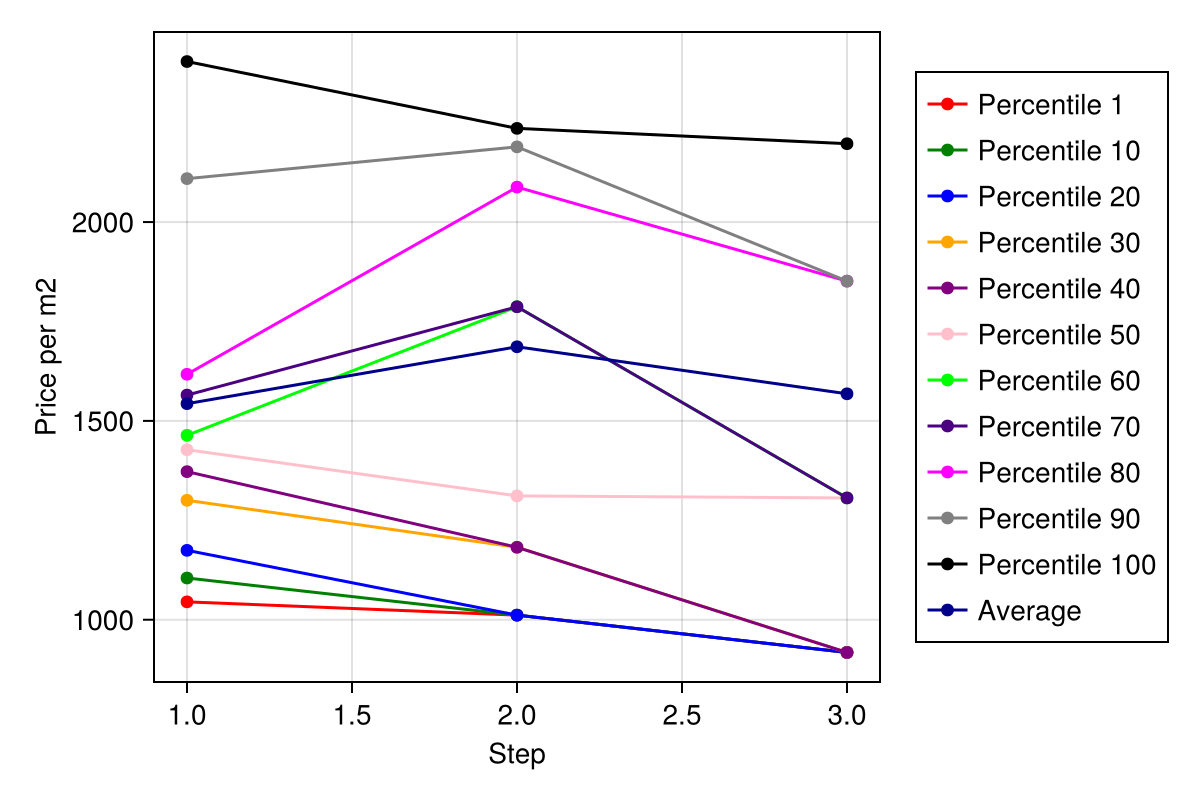 2000
1500
1000
Price per m2
1.0
1.5
2.0
2.5
3.0
Step
Percentile 1
Percentile 10
Percentile 20
Percentile 30
Percentile 40
Percentile 50
Percentile 60
Percentile 70
Percentile 80
Percentile 90
Percentile 100
Average